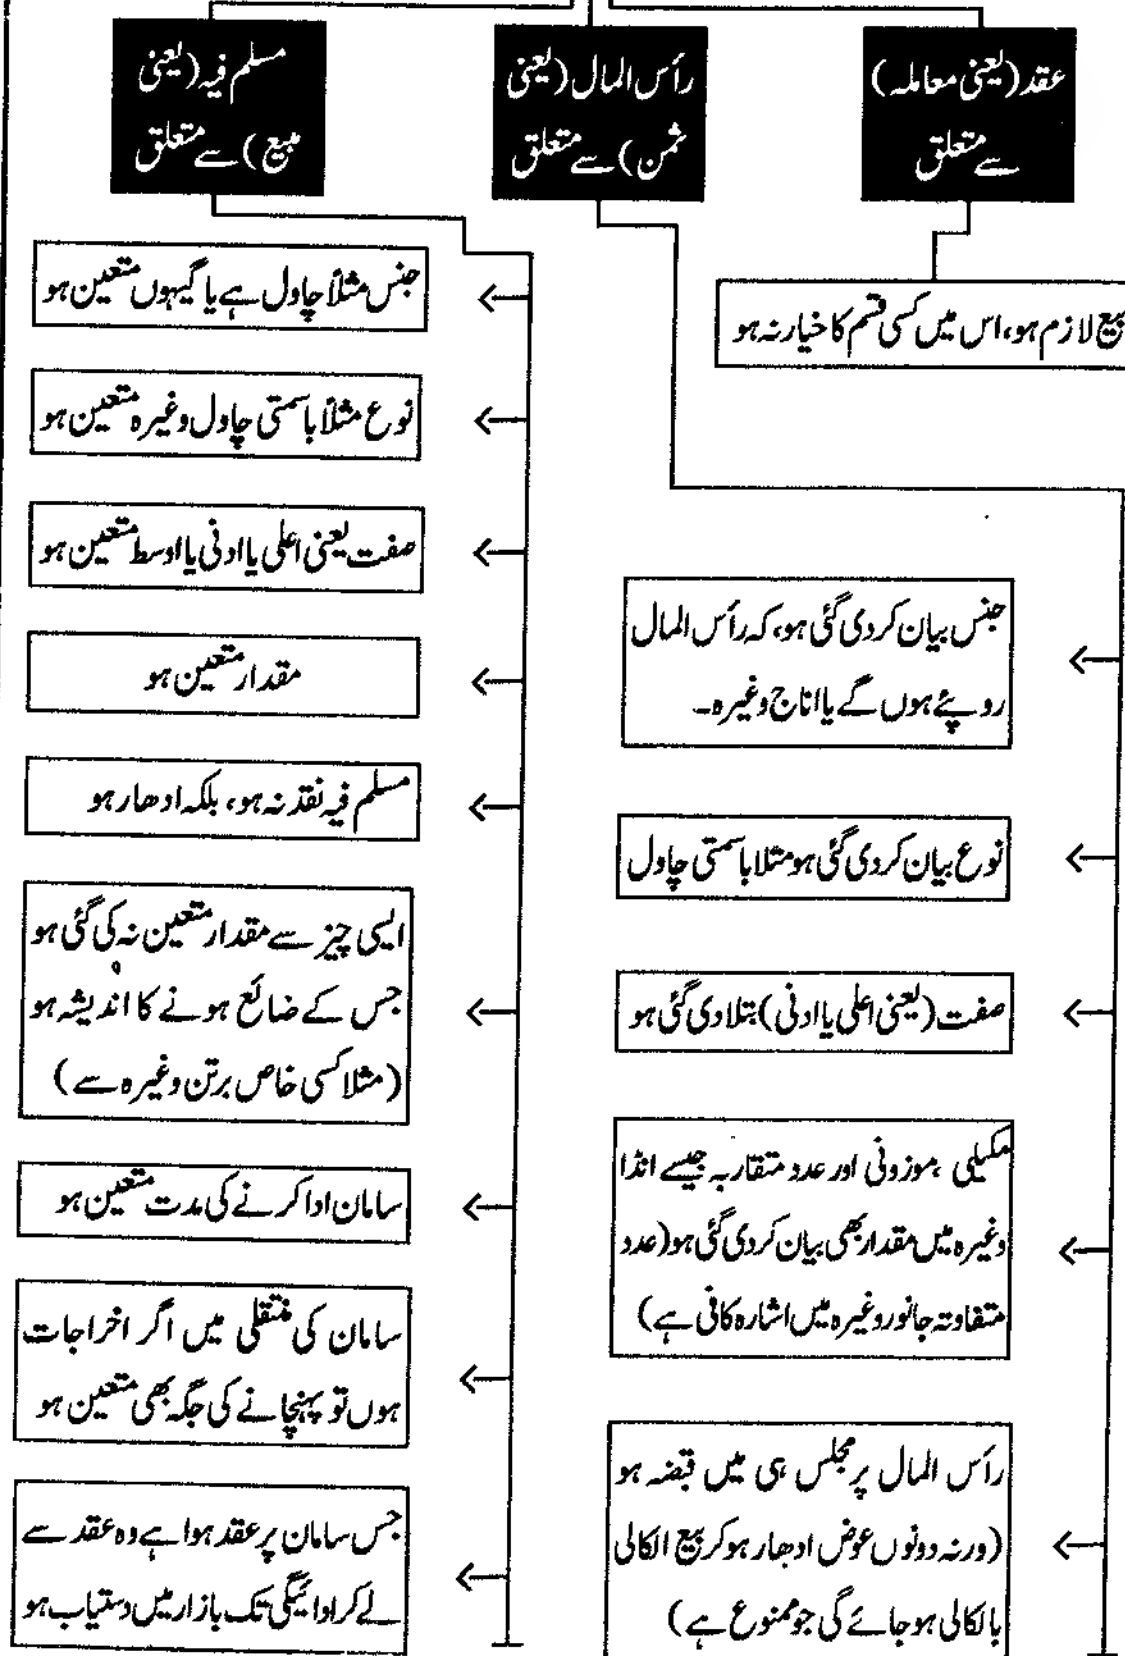 عقد (یعنی معاملہ)
سے متعلق
بیع لازم ہو، اس میں کسی قسم کا خیار نہ ہو
رأس المال (یعنی
ثمن) سے متعلق
جنس بیان کردی گئی ہو، کہ رأس المال
روپئے ہوں گے یا اناج وغیرہ۔
نوع بیان کردی گئی ہو مثلا باسمتی چاول
صفت (یعنی اعلی یا ادنی) بتلا دی گئی ہو
مکیلی، موزونی اور عدد متقاربہ جیسے انڈا
وغیرہ میں مقدار بھی بیان کردی گئی ہو (عدد
متفاوتہ جانور وغیرہ میں اشارہ کافی ہے)
رأس المال پر مجلس ہی میں قبضہ ہو
(ورنہ دونوں عوض ادھار ہو کر بیع الکالی
بالکالی ہو جائے گی جو ممنوع ہے)
مسلم فیہ (یعنی
مبیع) سے متعلق
جنس مثلاً چاول ہے یا گیہوں متعین ہو
نوع مثلاً باسمتی چاول وغیرہ متعین ہو
صفت یعنی اعلی یا ادنی یا اوسط متعین ہو
مقدار متعین ہو
مسلم فیہ نقد نہ ہو، بلکہ ادھار ہو
ایسی چیز سے مقدار متعین نہ کی گئی ہو
جس کے ضائع ہونے کا اندیشہ ہو
(مثلا کسی خاص برتن وغیرہ سے)
سامان ادا کرنے کی مدت متعین ہو
سامان کی منتقلی میں اگر اخراجات
ہوں تو پہنچانے کی جگہ بھی متعین ہو
جس سامان پر عقد ہوا ہے وہ عقد سے
لے کر ادائیگی تک بازار میں دستیاب ہو